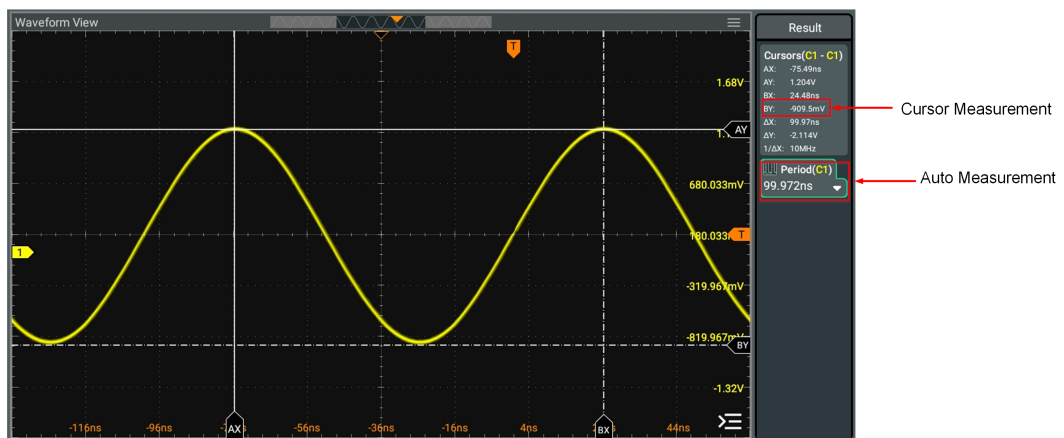 Waveform View
Result
T
Cursors(C1 - C1)
AX: -75.49ns
AY: 1.204V
BX: 24.48ns
BY: -909.5mV
ΔX: 99.97ns
ΔY: -2.114V
1/ΔX: 10MHz
Cursor Measurement
Period(C1)
99.972ns
Auto Measurement
1.68V
AY
680.033mV
180.033
T
1
-319.967mV
-819.967m
BY
-1.32V
-116ns
-96ns
AX
-56ns
-36ns
-16ns
4ns
BX
44ns